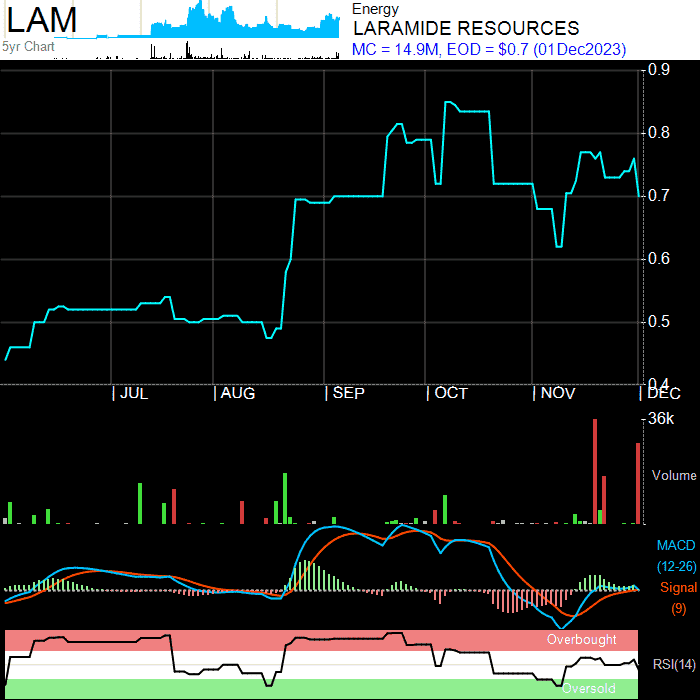 LAM
5yr Chart
Energy
LARAMIDE RESOURCES
MC = 14.9M, EOD = $0.7 (01Dec2023)
0.9
0.8
0.7
0.6
0.5
0.4
| JUL | AUG | SEP | OCT | NOV | DEC
36k
Volume
MACD
(12-26)
Signal
(9)
Overbought
RSI(14)
Oversold